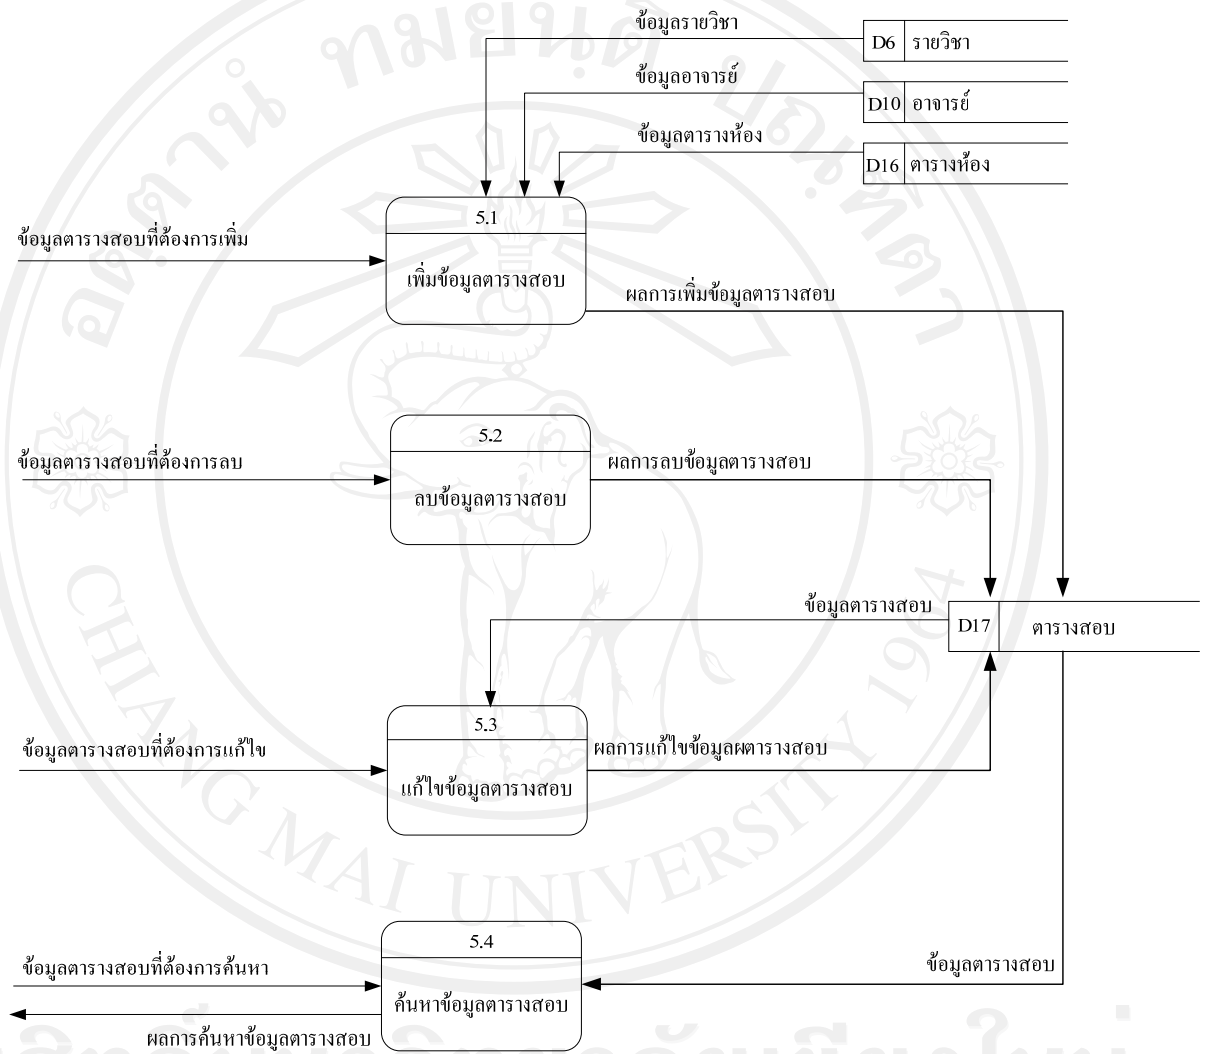 ข้อมูลรายวิชา
D6 รายวิชา
ข้อมูลอาจารย์
D10 อาจารย์
ข้อมูลตารางห้อง
D16 ตารางห้อง
5.1
ข้อมูลตารางสอบที่ต้องการเพิ่ม
เพิ่มข้อมูลตารางสอบ
ผลการเพิ่มข้อมูลตารางสอบ
5.2
ข้อมูลตารางสอบที่ต้องการลบ
ผลการลบข้อมูลตารางสอบ
ลบข้อมูลตารางสอบ
ข้อมูลตารางสอบ
D17 ตารางสอบ
5.3
ข้อมูลตารางสอบที่ต้องการแก้ไข
ผลการแก้ไขข้อมูลผตารางสอบ
แก้ไขข้อมูลตารางสอบ
5.4
ข้อมูลตารางสอบที่ต้องการค้นหา
ข้อมูลตารางสอบ
ค้นหาข้อมูลตารางสอบ
ผลการค้นหาข้อมูลตารางสอบ
CHIANG MAI UNIVERSITY 1964